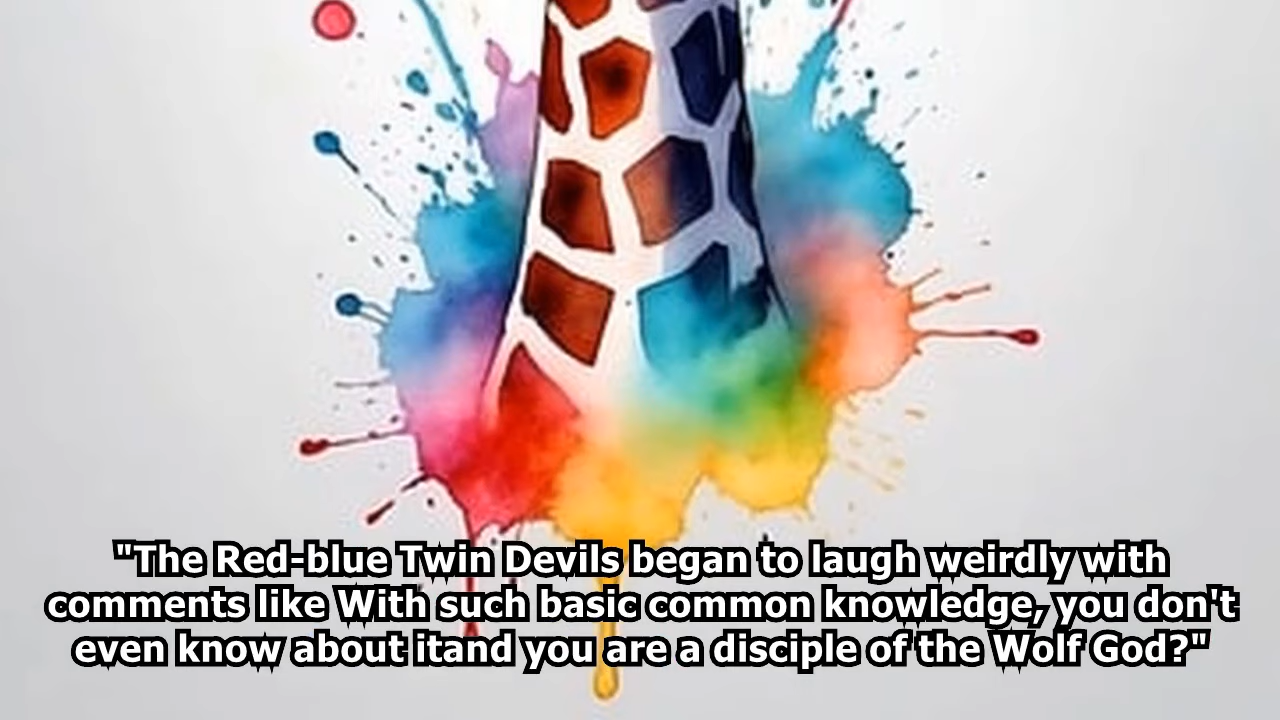 "The Red-blue Twin Devils began to laugh weirdly with
comments like With such basic common knowledge, you don't
even know about itand you are a disciple of the Wolf God?"